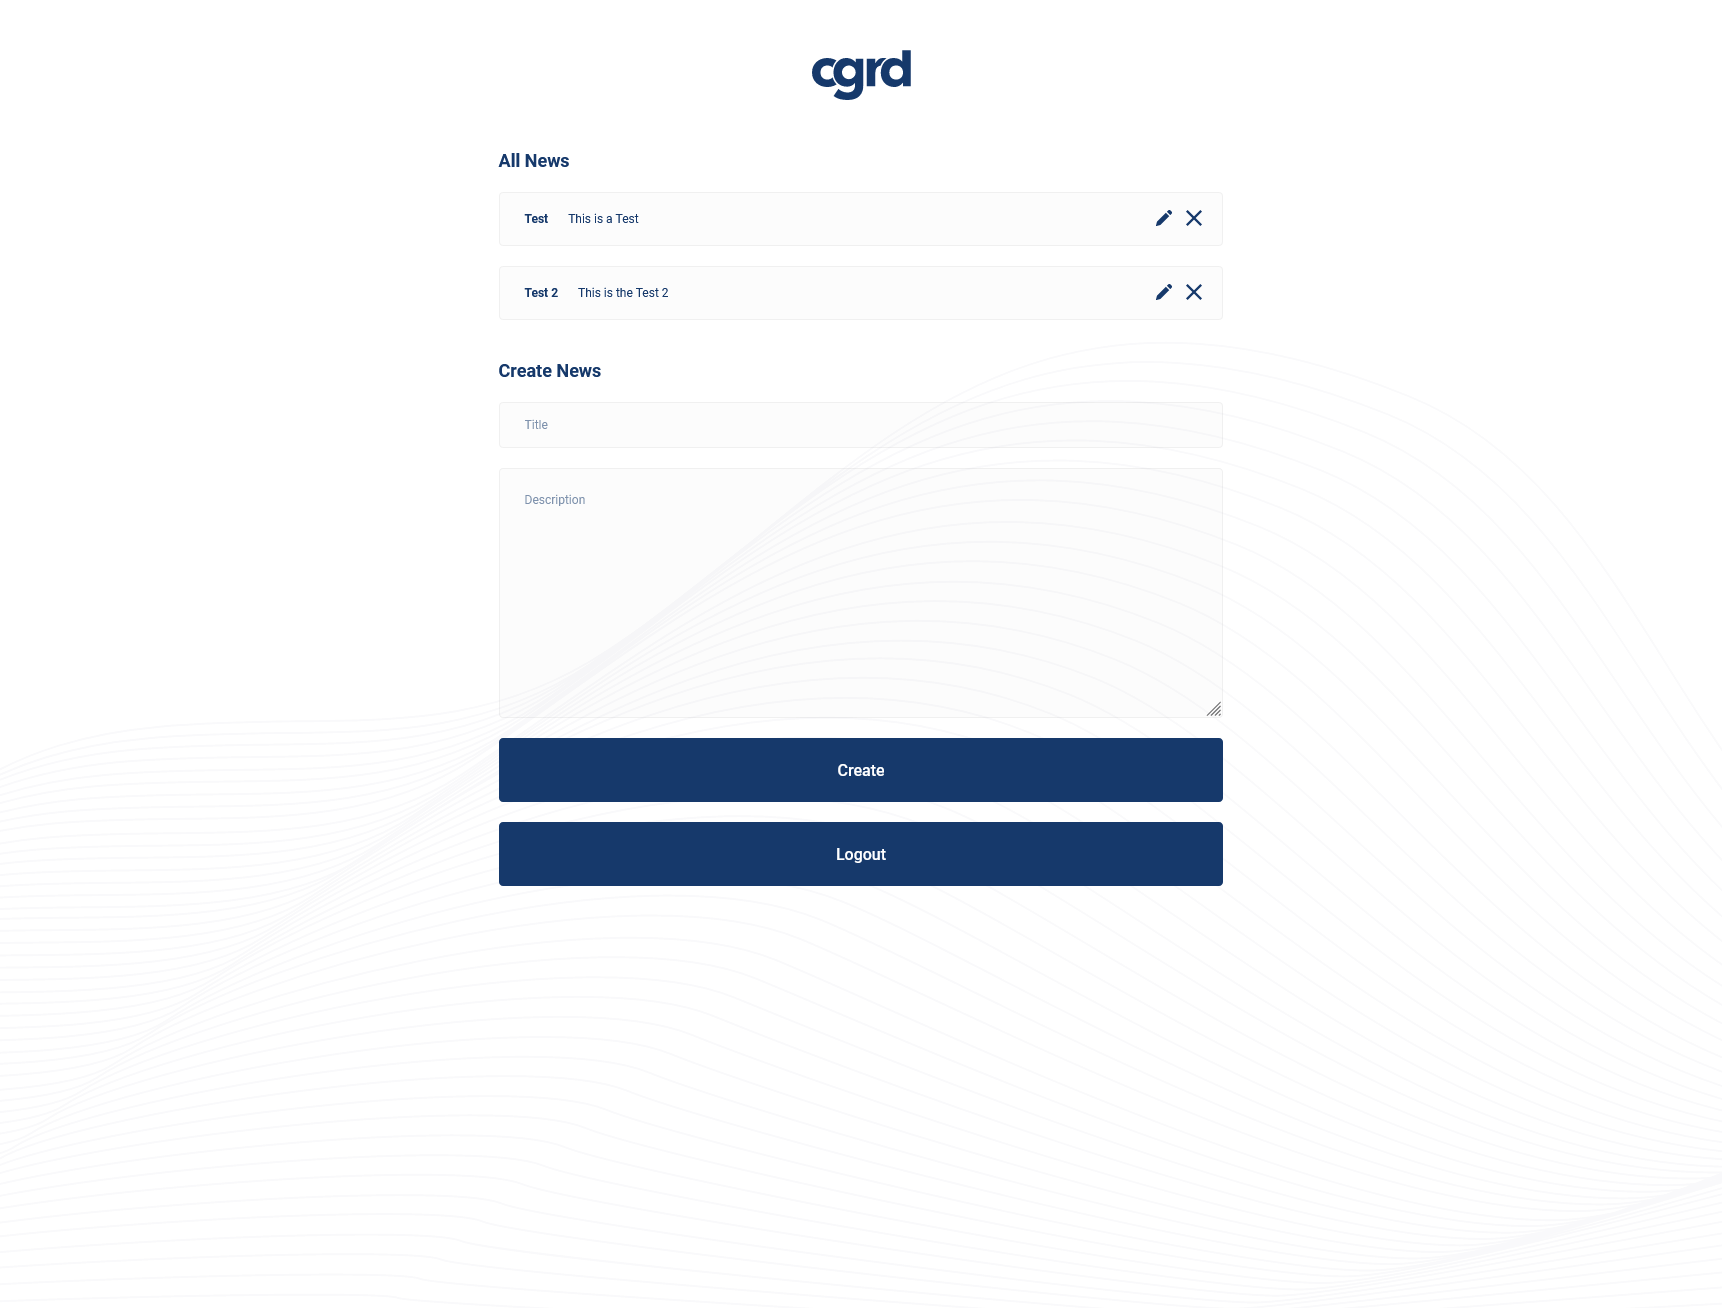 cgrd
All News
Test This is a Test
Test 2 This is the Test 2
Create News
Title
Description
Create
Logout